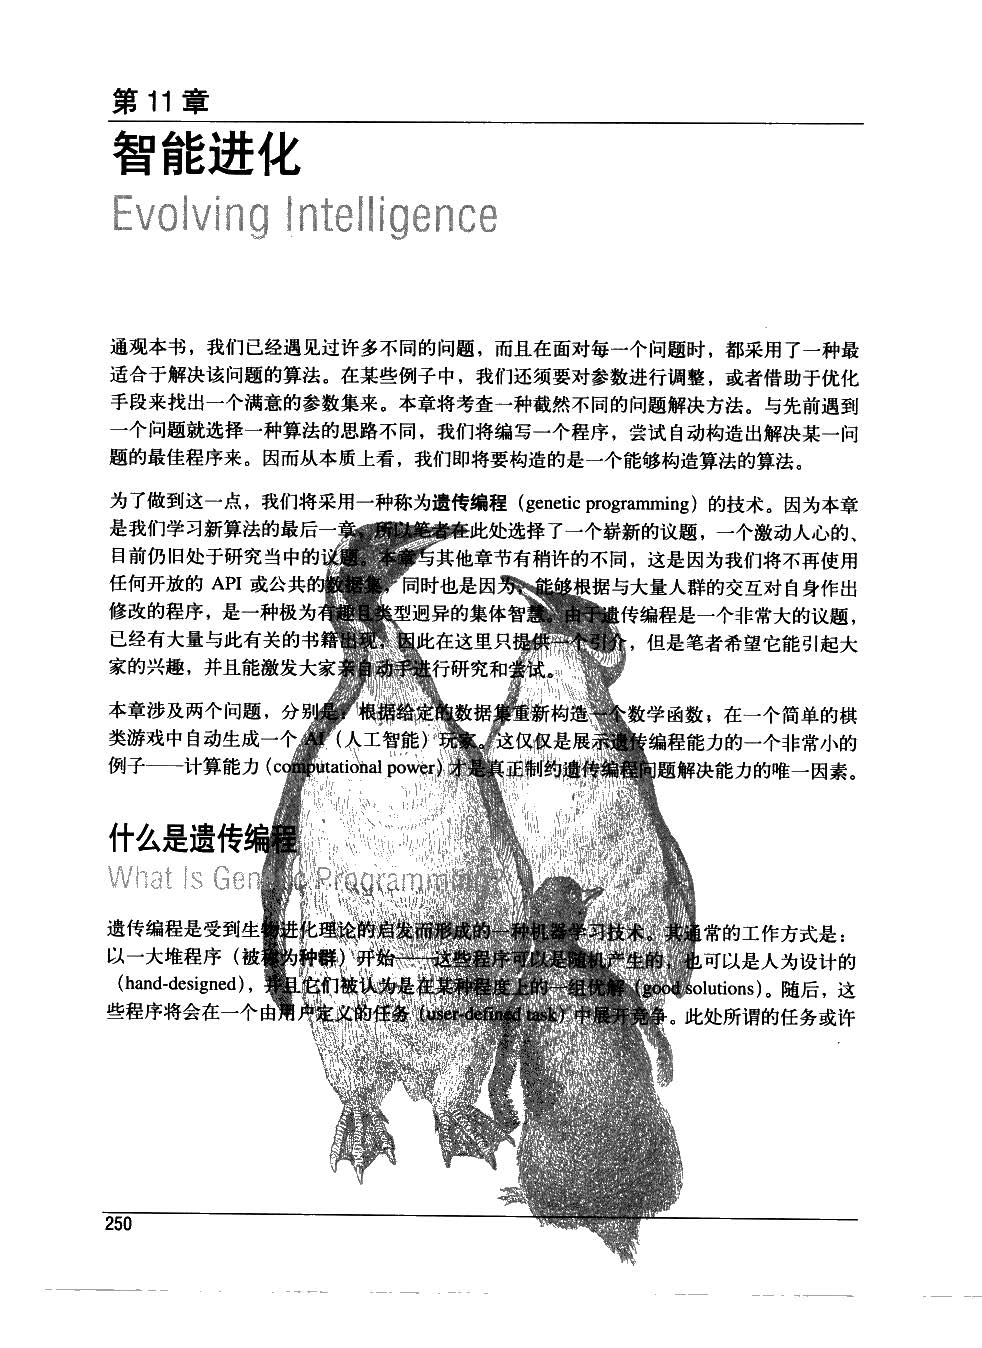 第 11 章
智能进化
Evolving Intelligence
通观本书，我们已经遇见过许多不同的问题，而且在面对每一个问题时，都采用了一种最
适合于解决该问题的算法。在某些例子中，我们还须要对参数进行调整，或者借助于优化
手段来找出一个满意的参数集来。本章将考查一种截然不同的问题解决方法。与先前遇到
一个问题就选择一种算法的思路不同，我们将编写一个程序，尝试自动构造出解决某一问
题的最佳程序来。因而从本质上看，我们即将要构造的是一个能够构造算法的算法。
为了做到这一点，我们将采用一种称为遗传编程（genetic programming）的技术。因为本章
是我们学习新算法的最后一章，所以笔者在此处选择了一个崭新的议题，一个激动人心的、
目前仍旧处于研究当中的议题。本章与其他章节有稍许的不同，这是因为我们将不再使用
任何开放的 API 或公共的数据集，同时也是因为，能够根据与大量人群的交互对自身作出
修改的程序，是一种极为有趣且类型迥异的集体智慧。由于遗传编程是一个非常大的议题，
已经有大量与此有关的书籍出现，因此在这里只提供一个引介，但是笔者希望它能引起大
家的兴趣，并且能激发大家亲自动手进行研究和尝试。
本章涉及两个问题，分别是：根据给定的数据集重新构造一个数学函数；在一个简单的棋
类游戏中自动生成一个 AI（人工智能）玩家。这仅仅是展示遗传编程能力的一个非常小的
例子——计算能力（computational power）才是真正制约遗传编程问题解决能力的唯一因素。
什么是遗传编程
What Is Genetic Programming?
遗传编程是受到生物进化理论的启发而形成的一种机器学习技术。其通常的工作方式是：
以一大堆程序（被称为种群）开始——这些程序可以是随机产生的，也可以是人为设计的
（hand-designed），并且它们被认为是在某种程度上的一组优解（good solutions）。随后，这
些程序将会在一个由用户定义的任务（user-defined task）中展开竞争。此处所谓的任务或许
250